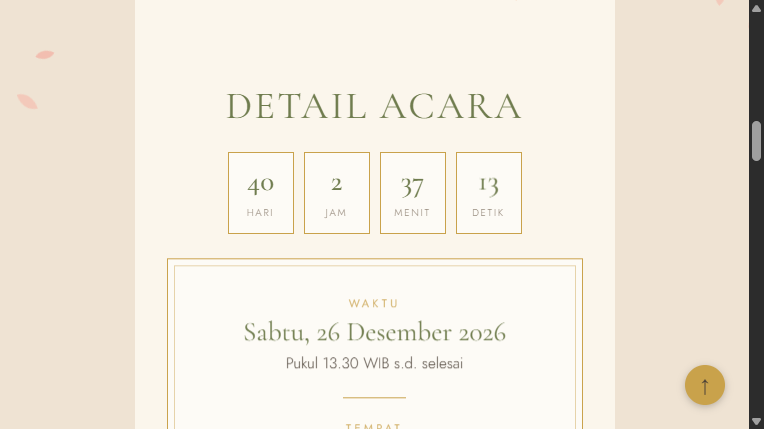 DETAIL ACARA
40 2 37 13
HARI JAM MENIT DETIK
WAKTU
Sabtu, 26 Desember 2026
Pukul 13.30 WIB s.d. selesai
TEMPAT
↑